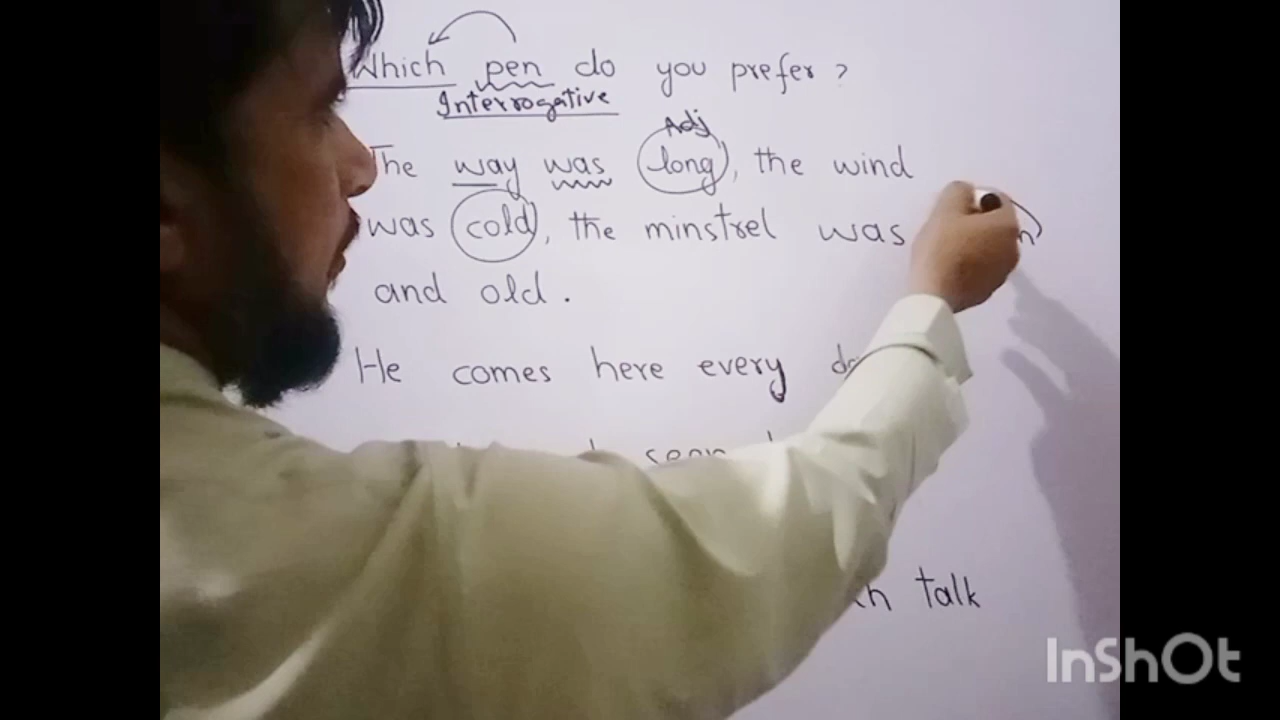 Which pen do you prefer ?
Interrogative
Adj
The way was long, the wind
was cold, the minstrel was
and old.
He comes here every
talk
InShOt